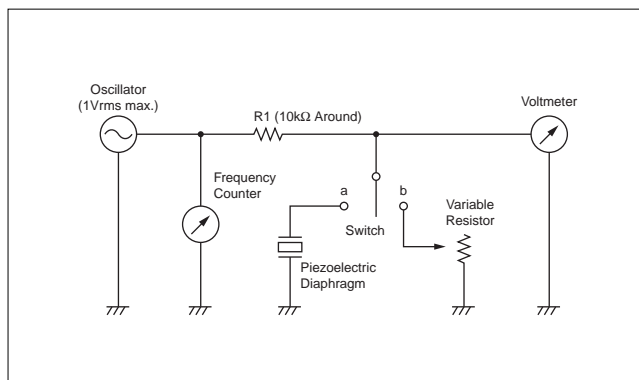 Oscillator
(1Vrms max.)
R1 (10kΩ Around)
Voltmeter
Frequency
Counter
a
b
Variable
Resistor
Switch
Piezoelectric
Diaphragm